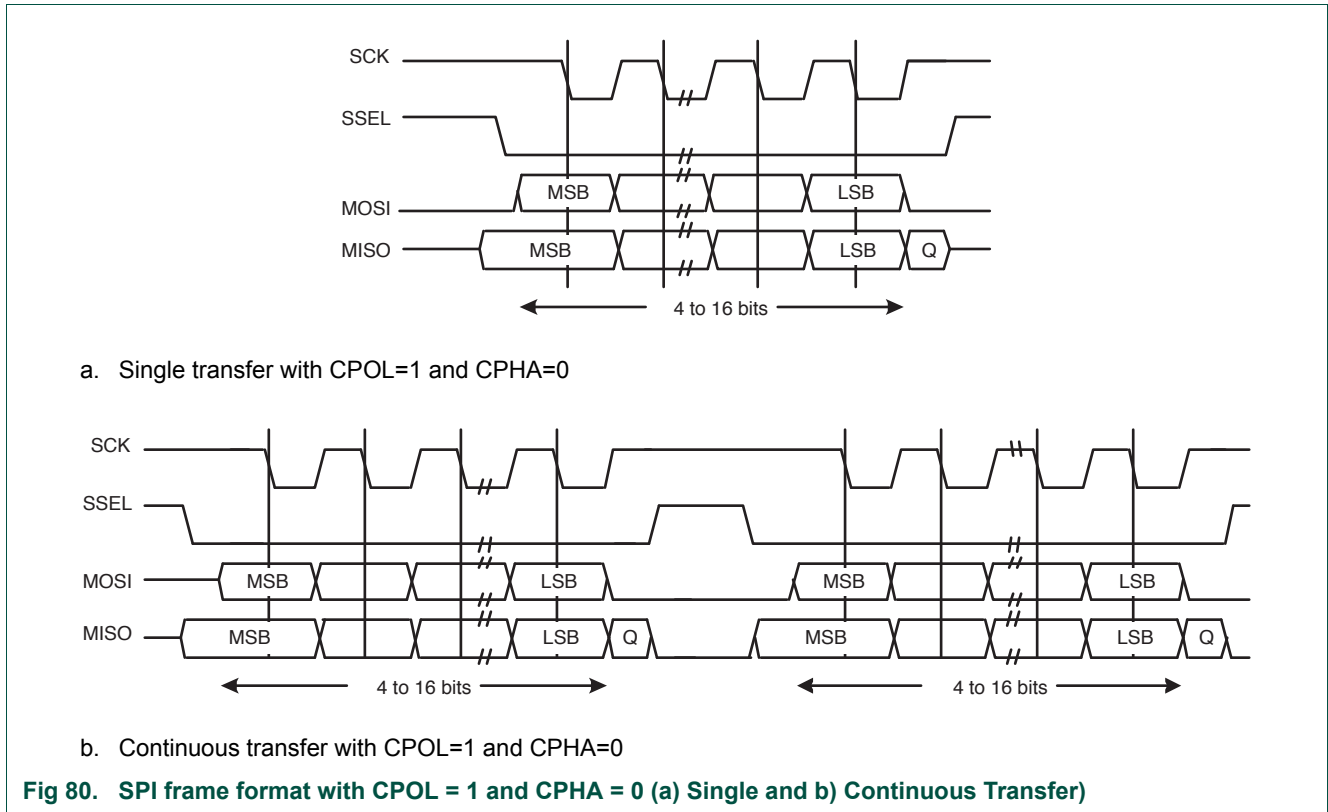 SCK
SSEL
MOSI MSB LSB
MISO MSB LSB Q
4 to 16 bits
a. Single transfer with CPOL=1 and CPHA=0
SCK
SSEL
MOSI MSB LSB MSB LSB
MISO MSB LSB Q MSB LSB Q
4 to 16 bits 4 to 16 bits
b. Continuous transfer with CPOL=1 and CPHA=0
Fig 80. SPI frame format with CPOL = 1 and CPHA = 0 (a) Single and b) Continuous Transfer)